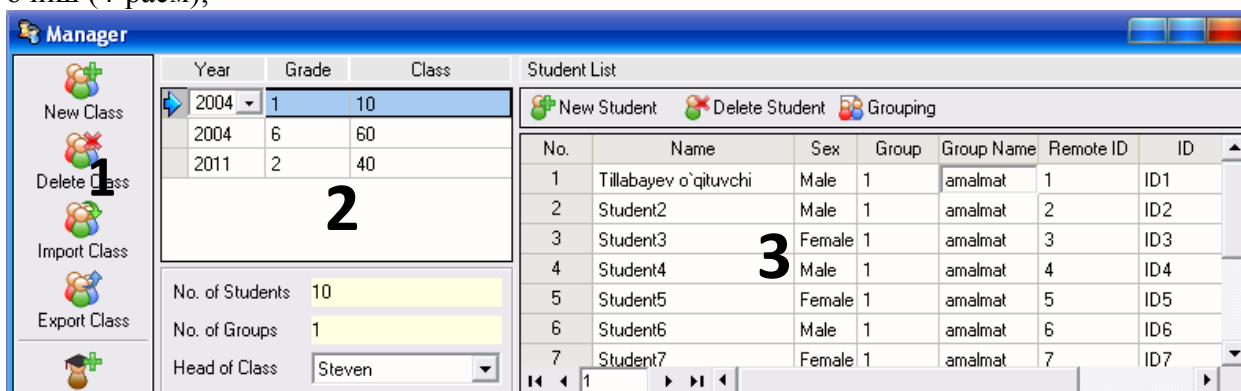 Manager
New Class
Delete Class
Import Class
Export Class
1
Year Grade Class
2004 1 10
2004 6 60
2011 2 40
2
No. of Students 10
No. of Groups 1
Head of Class Steven
Student List
New Student Delete Student Grouping
No. Name Sex Group Group Name Remote ID ID
1 Tillabayev o`qituvchi Male 1 amalmat 1 ID1
2 Student2 Male 1 amalmat 2 ID2
3 Student3 Female 1 amalmat 3 ID3
4 Student4 Male 1 amalmat 4 ID4
5 Student5 Female 1 amalmat 5 ID5
6 Student6 Male 1 amalmat 6 ID6
7 Student7 Female 1 amalmat 7 ID7
3
1